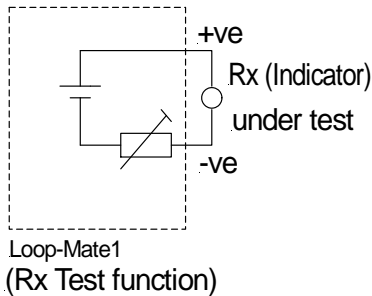 +ve
Rx (Indicator)
under test
-ve
Loop-Mate1
(Rx Test function)